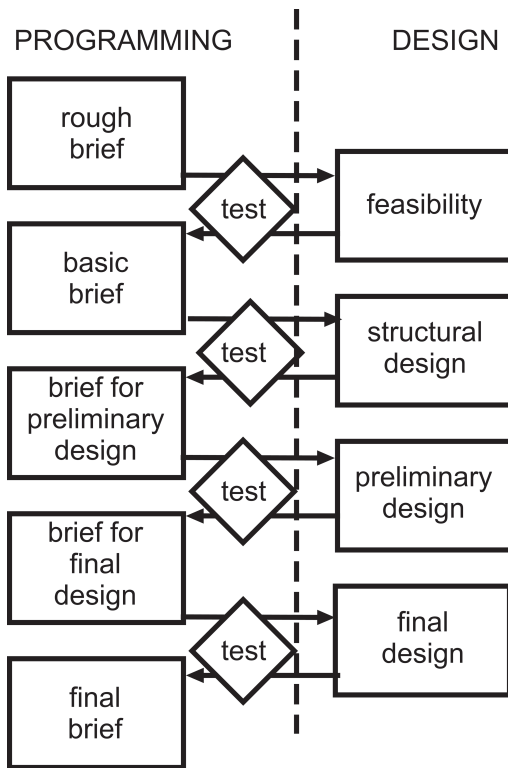 PROGRAMMING
DESIGN
rough
brief
test
feasibility
basic
brief
test
structural
design
brief for
preliminary
design
test
preliminary
design
brief for
final
design
test
final
design
final
brief